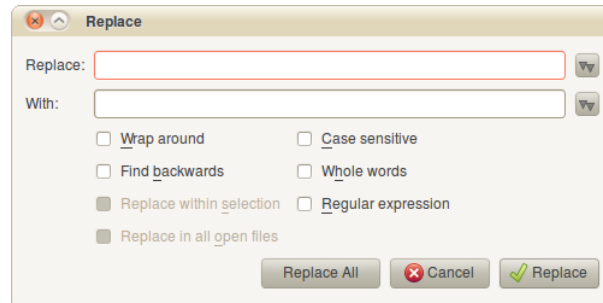 Replace
Replace:
With:
Wrap around Case sensitive
Find backwards Whole words
Replace within selection Regular expression
Replace in all open files
Replace All Cancel Replace